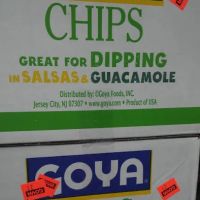 CHIPS
GREAT FOR DIPPING
IN SALSAS & GUACAMOLE
Distributed by: ©Goya Foods, INC.
Jersey City, NJ 07307 • www.goya.com • Product of USA
GOYA